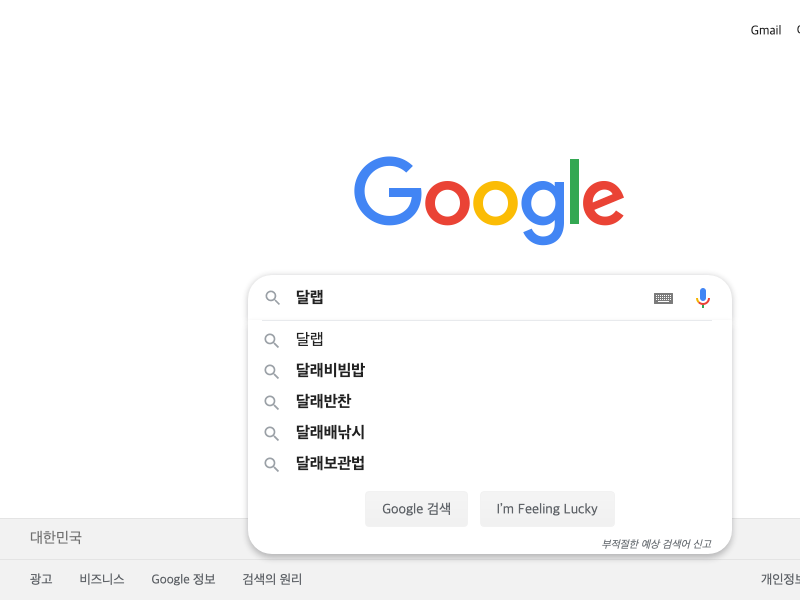 Gmail
Google
달랩
달랩
달래비빔밥
달래반찬
달래배낚시
달래보관법
Google 검색 I'm Feeling Lucky
부적절한 예상 검색어 신고
대한민국
광고 비즈니스 Google 정보 검색의 원리 개인정보